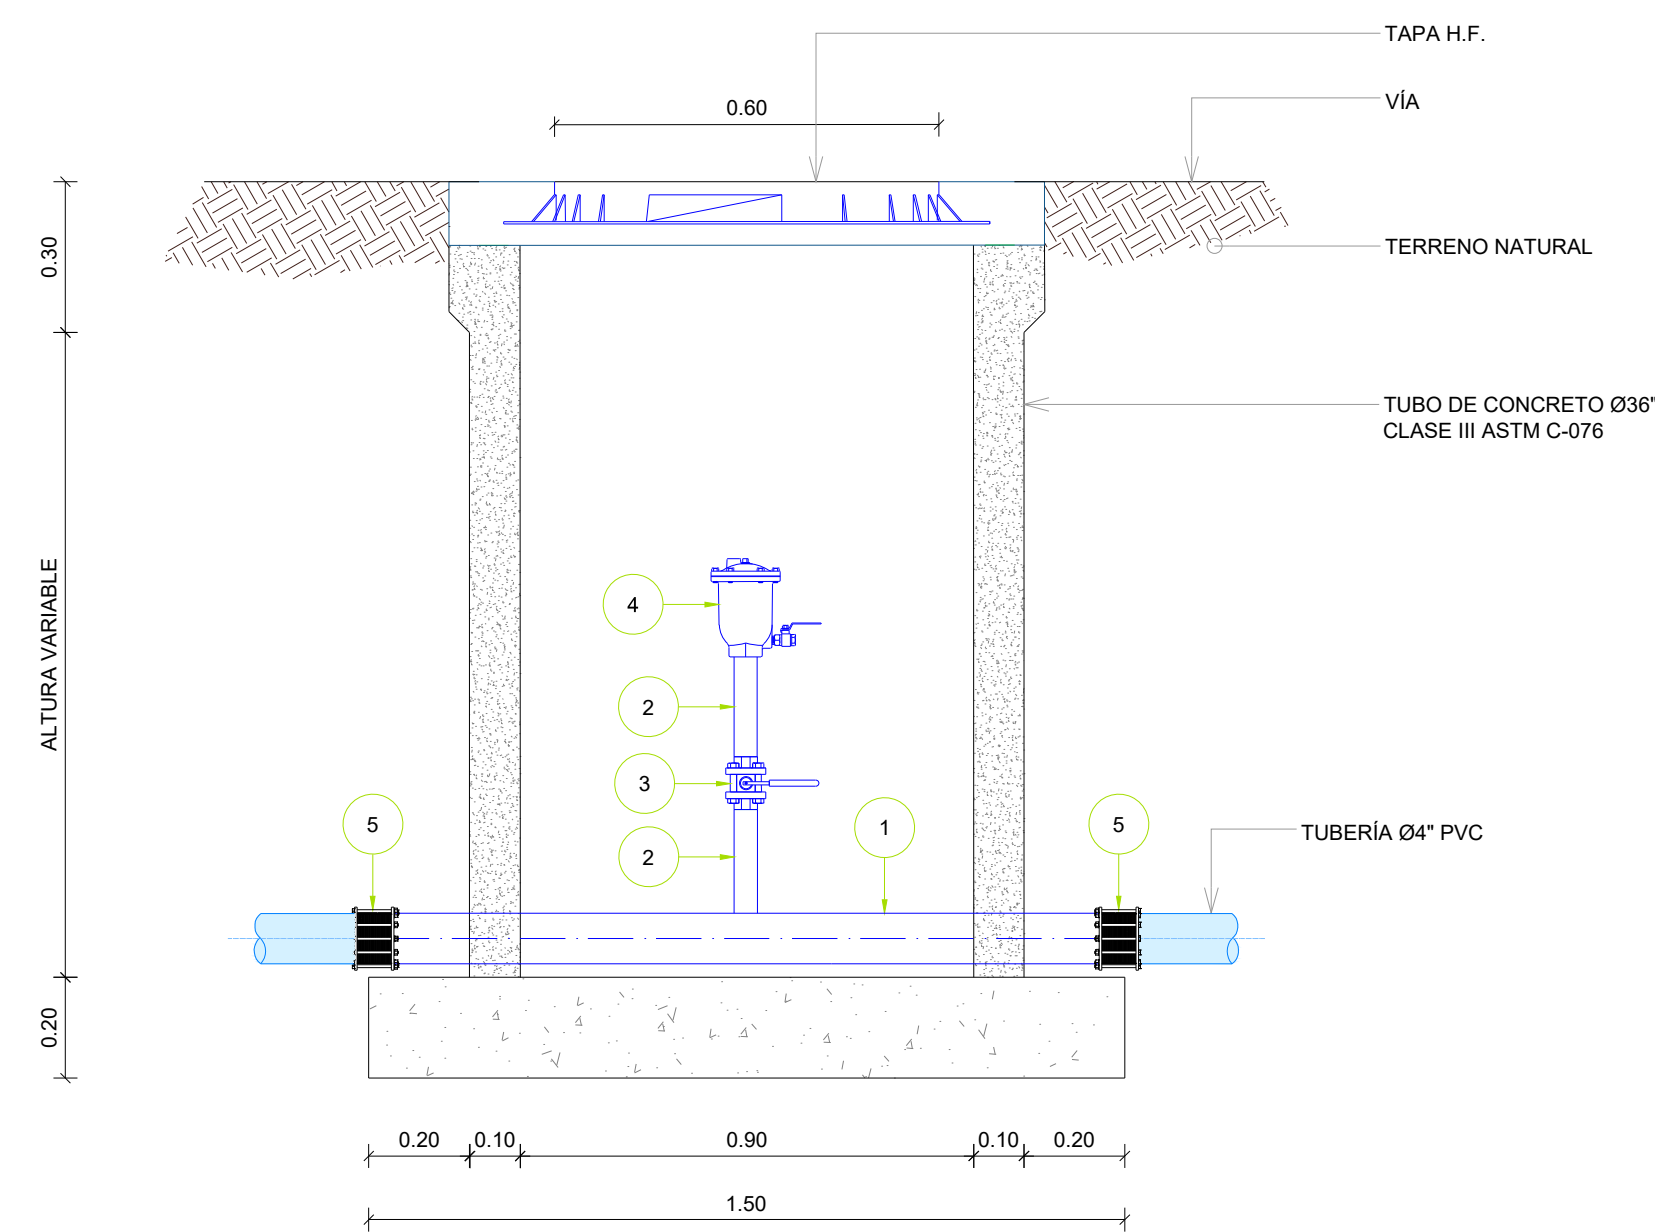 TAPA H.F.
VÍA
0.60
0.30
TERRENO NATURAL
TUBO DE CONCRETO Ø36"
CLASE III ASTM C-076
ALTURA VARIABLE
4
2
3
5
1
5
2
TUBERÍA Ø4" PVC
0.20
0.20
0.10
0.90
0.10
0.20
1.50